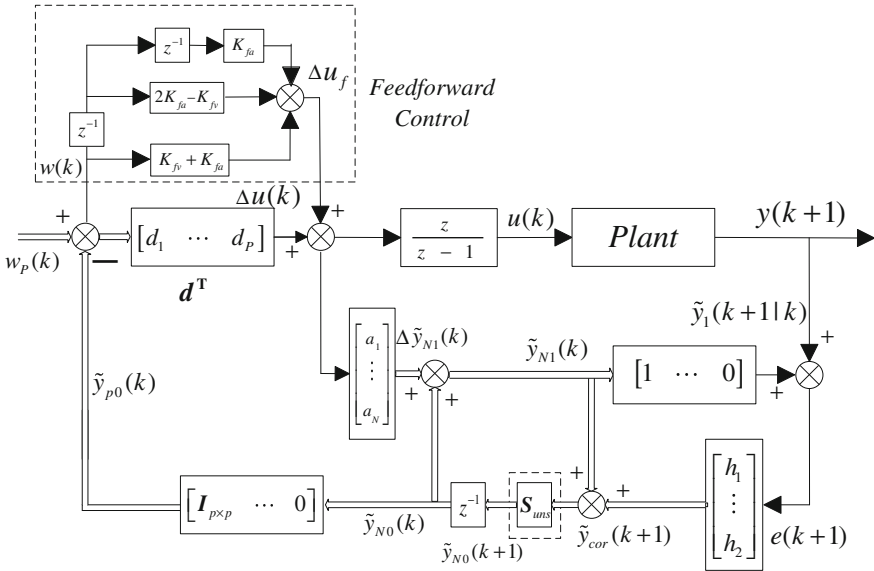 z⁻¹
K_{fa}
Δu_f
Feedforward
Control
2K_{fa}−K_{fv}
z⁻¹
w(k)
K_{fv} + K_{fa}
Δu(k)
+
+
[d_1 ⋯ d_P]
+
z
z − 1
u(k)
Plant
y(k+1)
w_P(k)
−
d^T
ỹ_1(k+1|k)
a_1
⋮
a_N
Δỹ_{N1}(k)
ỹ_{N1}(k)
[1 ⋯ 0]
+
+
+
+
ỹ_{p0}(k)
[I_{p×p} ⋯ 0]
ỹ_{N0}(k)
z⁻¹
S_{uns}
+
+
h_1
⋮
h_2
ỹ_{N0}(k+1)
ỹ_{cor}(k+1)
e(k+1)